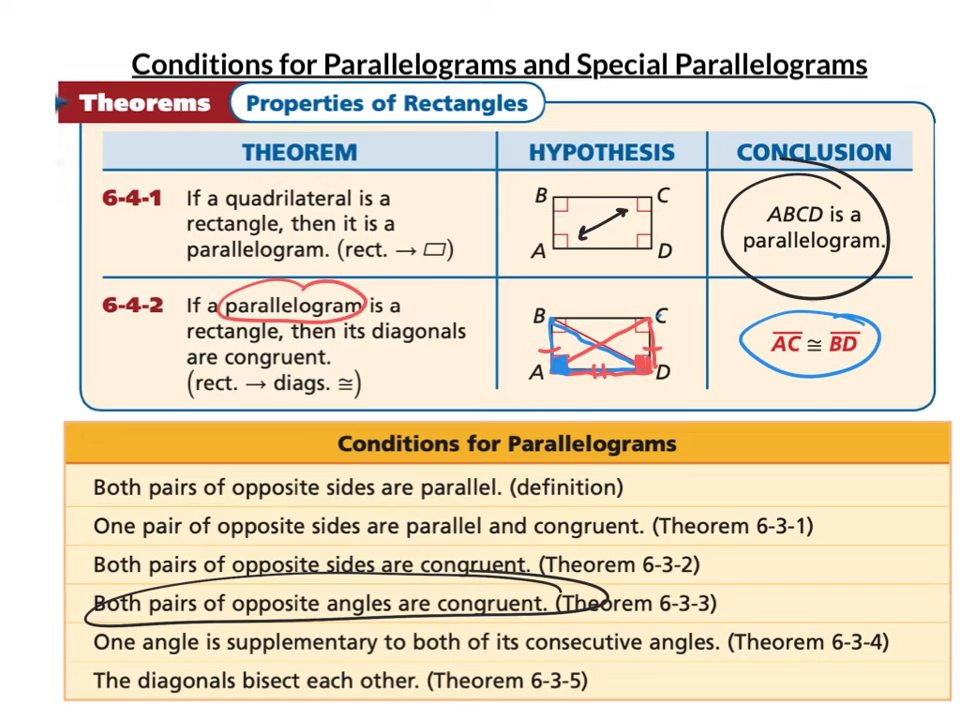 Conditions for Parallelograms and Special Parallelograms
Theorems Properties of Rectangles
THEOREM HYPOTHESIS CONCLUSION
6-4-1 If a quadrilateral is a
rectangle, then it is a
parallelogram. (rect. → ▱)
B C
A D
ABCD is a
parallelogram.
6-4-2 If a parallelogram is a
rectangle, then its diagonals
are congruent.
(rect. → diags. ≅)
B C
A D
A̅C̅ ≅ B̅D̅
Conditions for Parallelograms
Both pairs of opposite sides are parallel. (definition)
One pair of opposite sides are parallel and congruent. (Theorem 6-3-1)
Both pairs of opposite sides are congruent. (Theorem 6-3-2)
Both pairs of opposite angles are congruent. (Theorem 6-3-3)
One angle is supplementary to both of its consecutive angles. (Theorem 6-3-4)
The diagonals bisect each other. (Theorem 6-3-5)